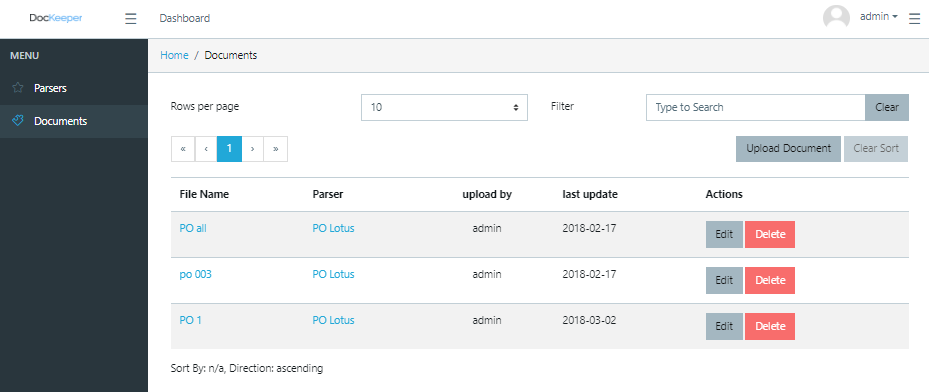 DocKeeper ☰ Dashboard admin ☰
MENU
Home / Documents
Parsers
Documents
Rows per page 10 Filter Type to Search Clear
« ‹ 1 › » Upload Document Clear Sort
File Name Parser upload by last update Actions
PO all PO Lotus admin 2018-02-17 Edit Delete
po 003 PO Lotus admin 2018-02-17 Edit Delete
PO 1 PO Lotus admin 2018-03-02 Edit Delete
Sort By: n/a, Direction: ascending